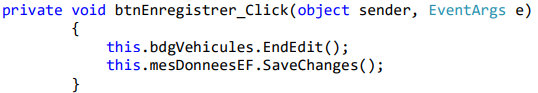 private void btnEnregistrer_Click(object sender, EventArgs e)
{
this.bdgVehicules.EndEdit();
this.mesDonneesEF.SaveChanges();
}